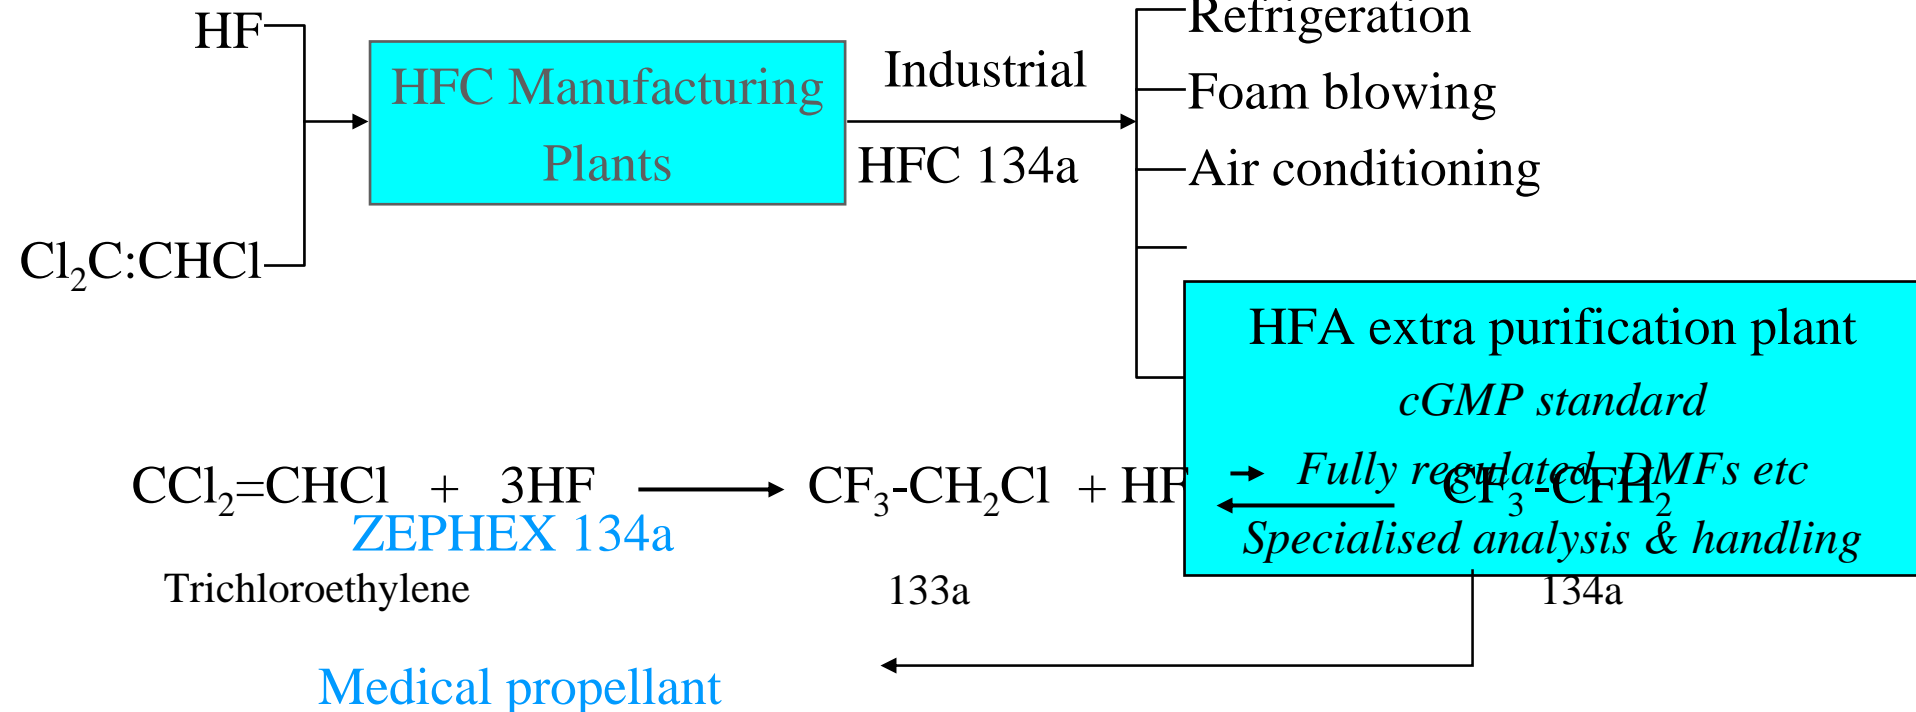 HF
HFC Manufacturing
Plants
Cl₂C:CHCl
Industrial
HFC 134a
Refrigeration
Foam blowing
Air conditioning
HFA extra purification plant
cGMP standard
Fully regulated, DMFs etc
Specialised analysis & handling
CCl₂=CHCl + 3HF → CF₃-CH₂Cl + HF CF₃-CFH₂
ZEPHEX 134a
Trichloroethylene 133a 134a
Medical propellant